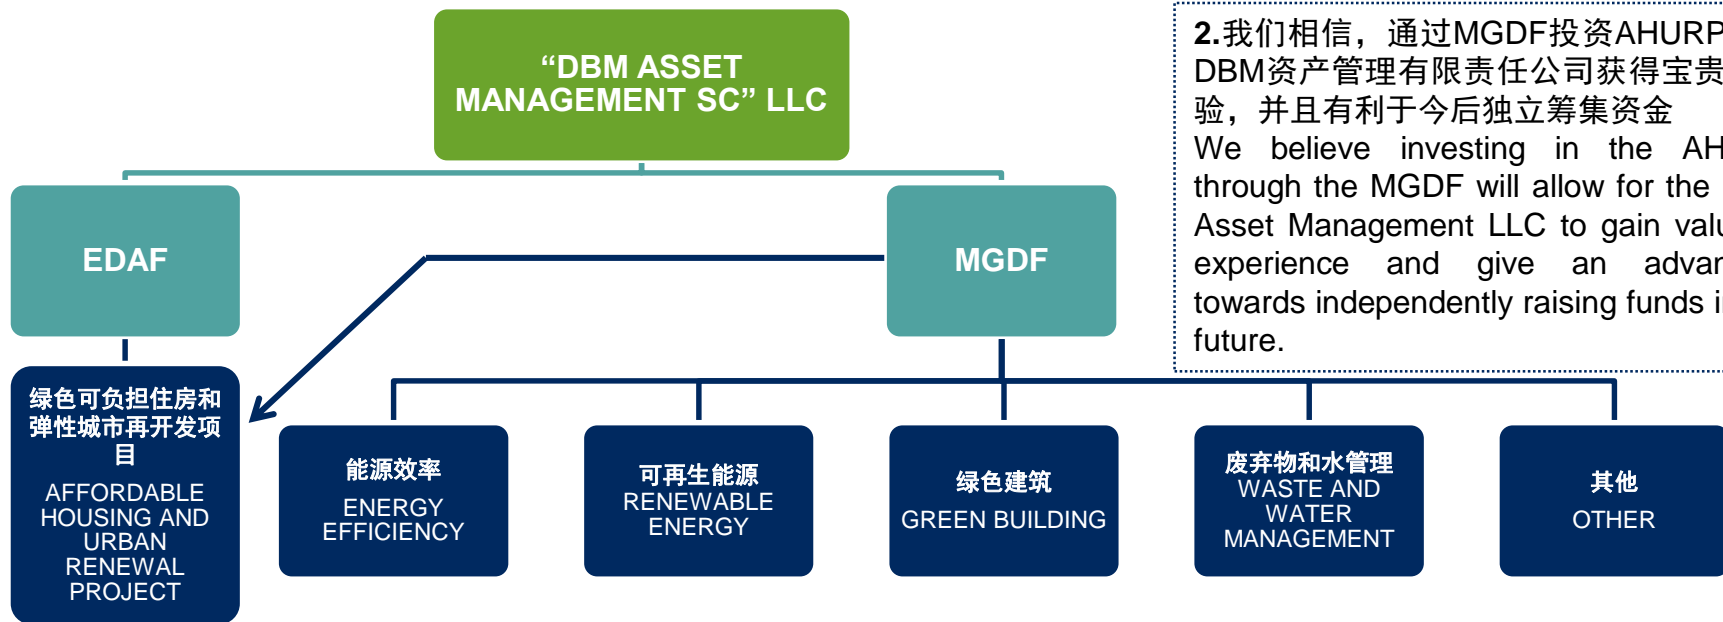 “DBM ASSET
MANAGEMENT SC” LLC
2.我们相信，通过MGDF投资AHURP
DBM资产管理有限责任公司获得宝贵
验，并且有利于今后独立筹集资金
We believe investing in the
through the MGDF will allow for the
Asset Management LLC to gain
experience and give an
towards independently raising funds
future.
EDAF
MGDF
绿色可负担住房和
弹性城市再开发项
目
AFFORDABLE
HOUSING AND
URBAN
RENEWAL
PROJECT
能源效率
ENERGY
EFFICIENCY
可再生能源
RENEWABLE
ENERGY
绿色建筑
GREEN BUILDING
废弃物和水管理
WASTE AND
WATER
MANAGEMENT
其他
OTHER